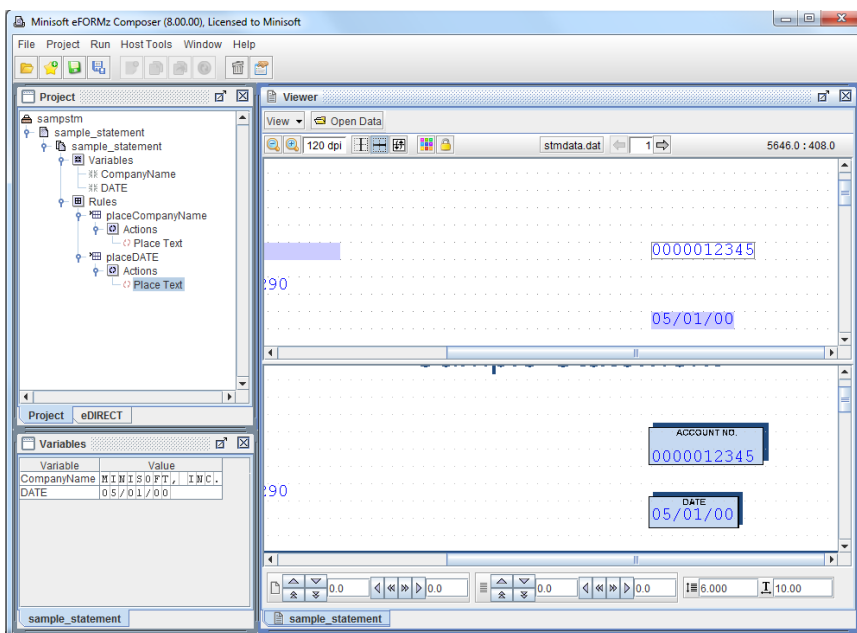 Minisoft eFORMz Composer (8.00.00), Licensed to Minisoft
File Project Run Host Tools Window Help
Project
sampstm
sample_statement
sample_statement
Variables
CompanyName
DATE
Rules
placeCompanyName
Actions
Place Text
placeDATE
Actions
Place Text
Project eDIRECT
Variables
Variable Value
CompanyName MINISOFT, INC.
DATE 05/01/00
sample_statement
Viewer
View Open Data
120 dpi stmdata.dat 1 5646.0 : 408.0
0000012345
290
05/01/00
ACCOUNT NO.
0000012345
290
DATE
05/01/00
0.0 0.0 0.0 0.0 6.000 10.00
sample_statement